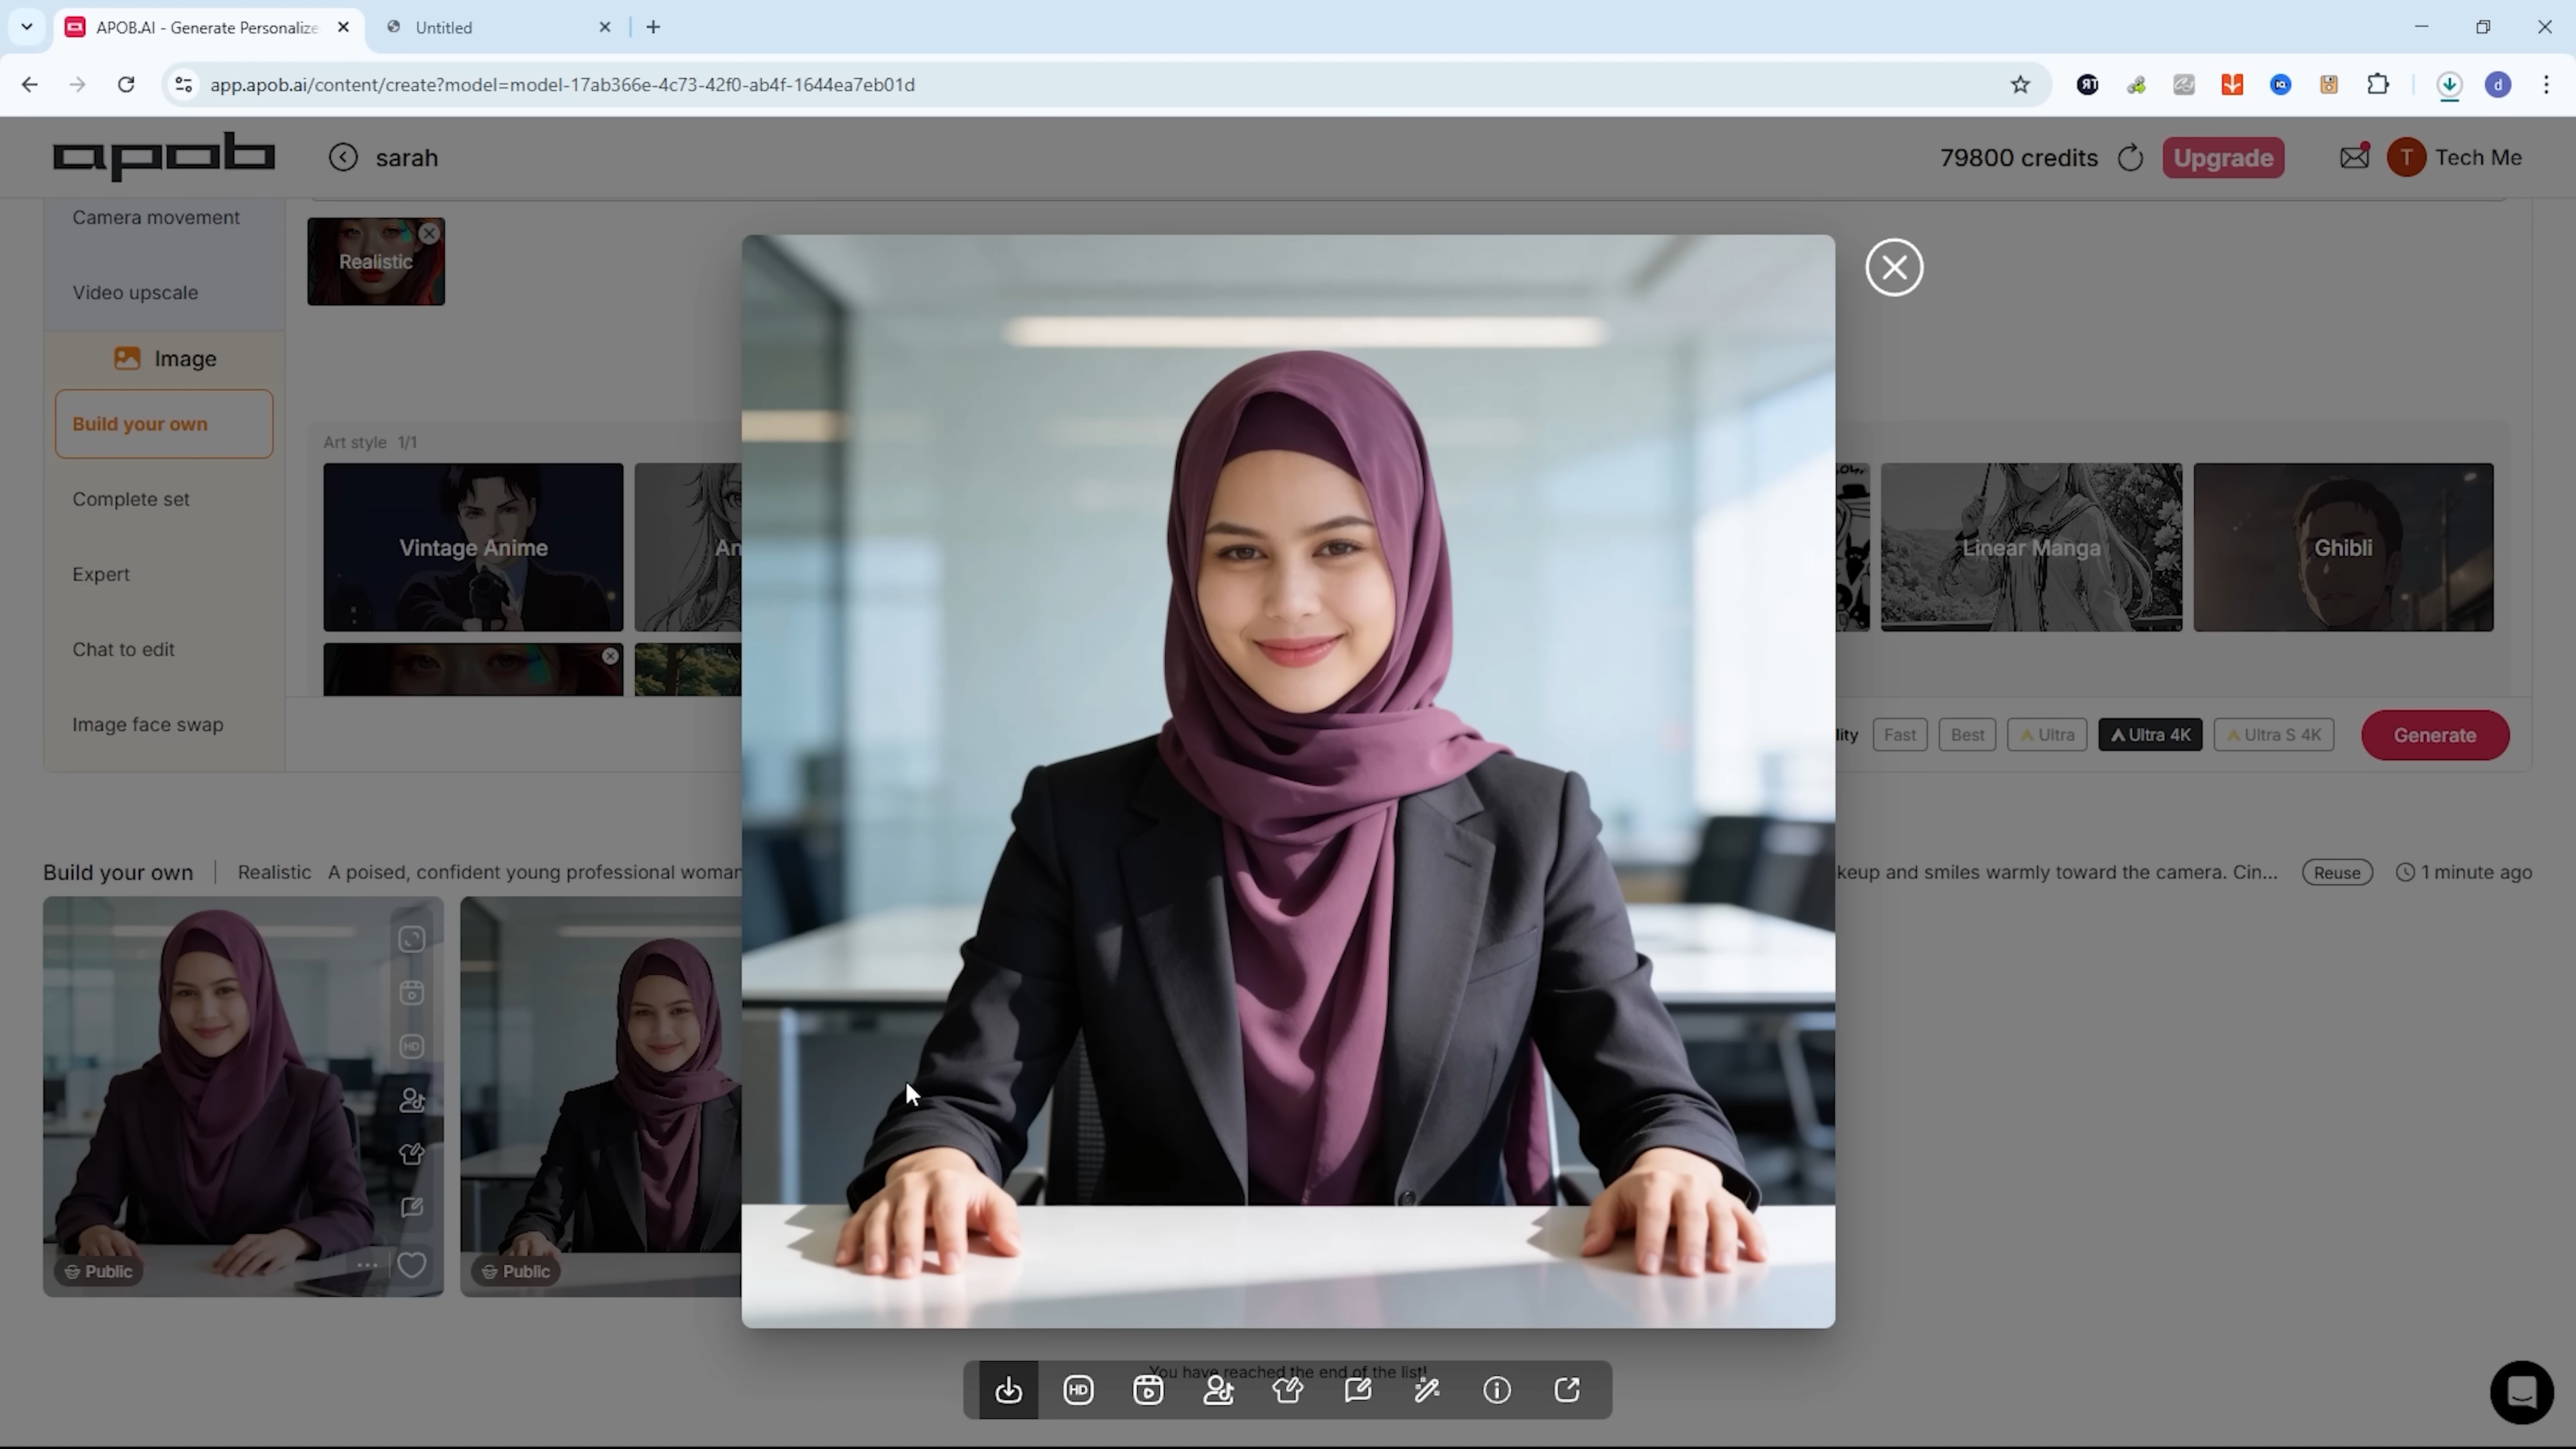 APOB.AI - Generate Personalize
Untitled
app.apob.ai/content/create?model=model-17ab366e-4c73-42f0-ab4f-1644ea7eb01d
apob
sarah
79800 credits
Upgrade
T
Tech Me
Camera movement
Realistic
Video upscale
Image
Build your own
Art style 1/1
Complete set
Vintage Anime
An
Linear Manga
Ghibli
Expert
Chat to edit
Image face swap
lity
Fast
Best
Ultra
Ultra 4K
Ultra S 4K
Generate
Build your own
Realistic
A poised, confident young professional woman
keup and smiles warmly toward the camera. Cin...
Reuse
1 minute ago
HD
Public
Public
You have reached the end of the list!
HD